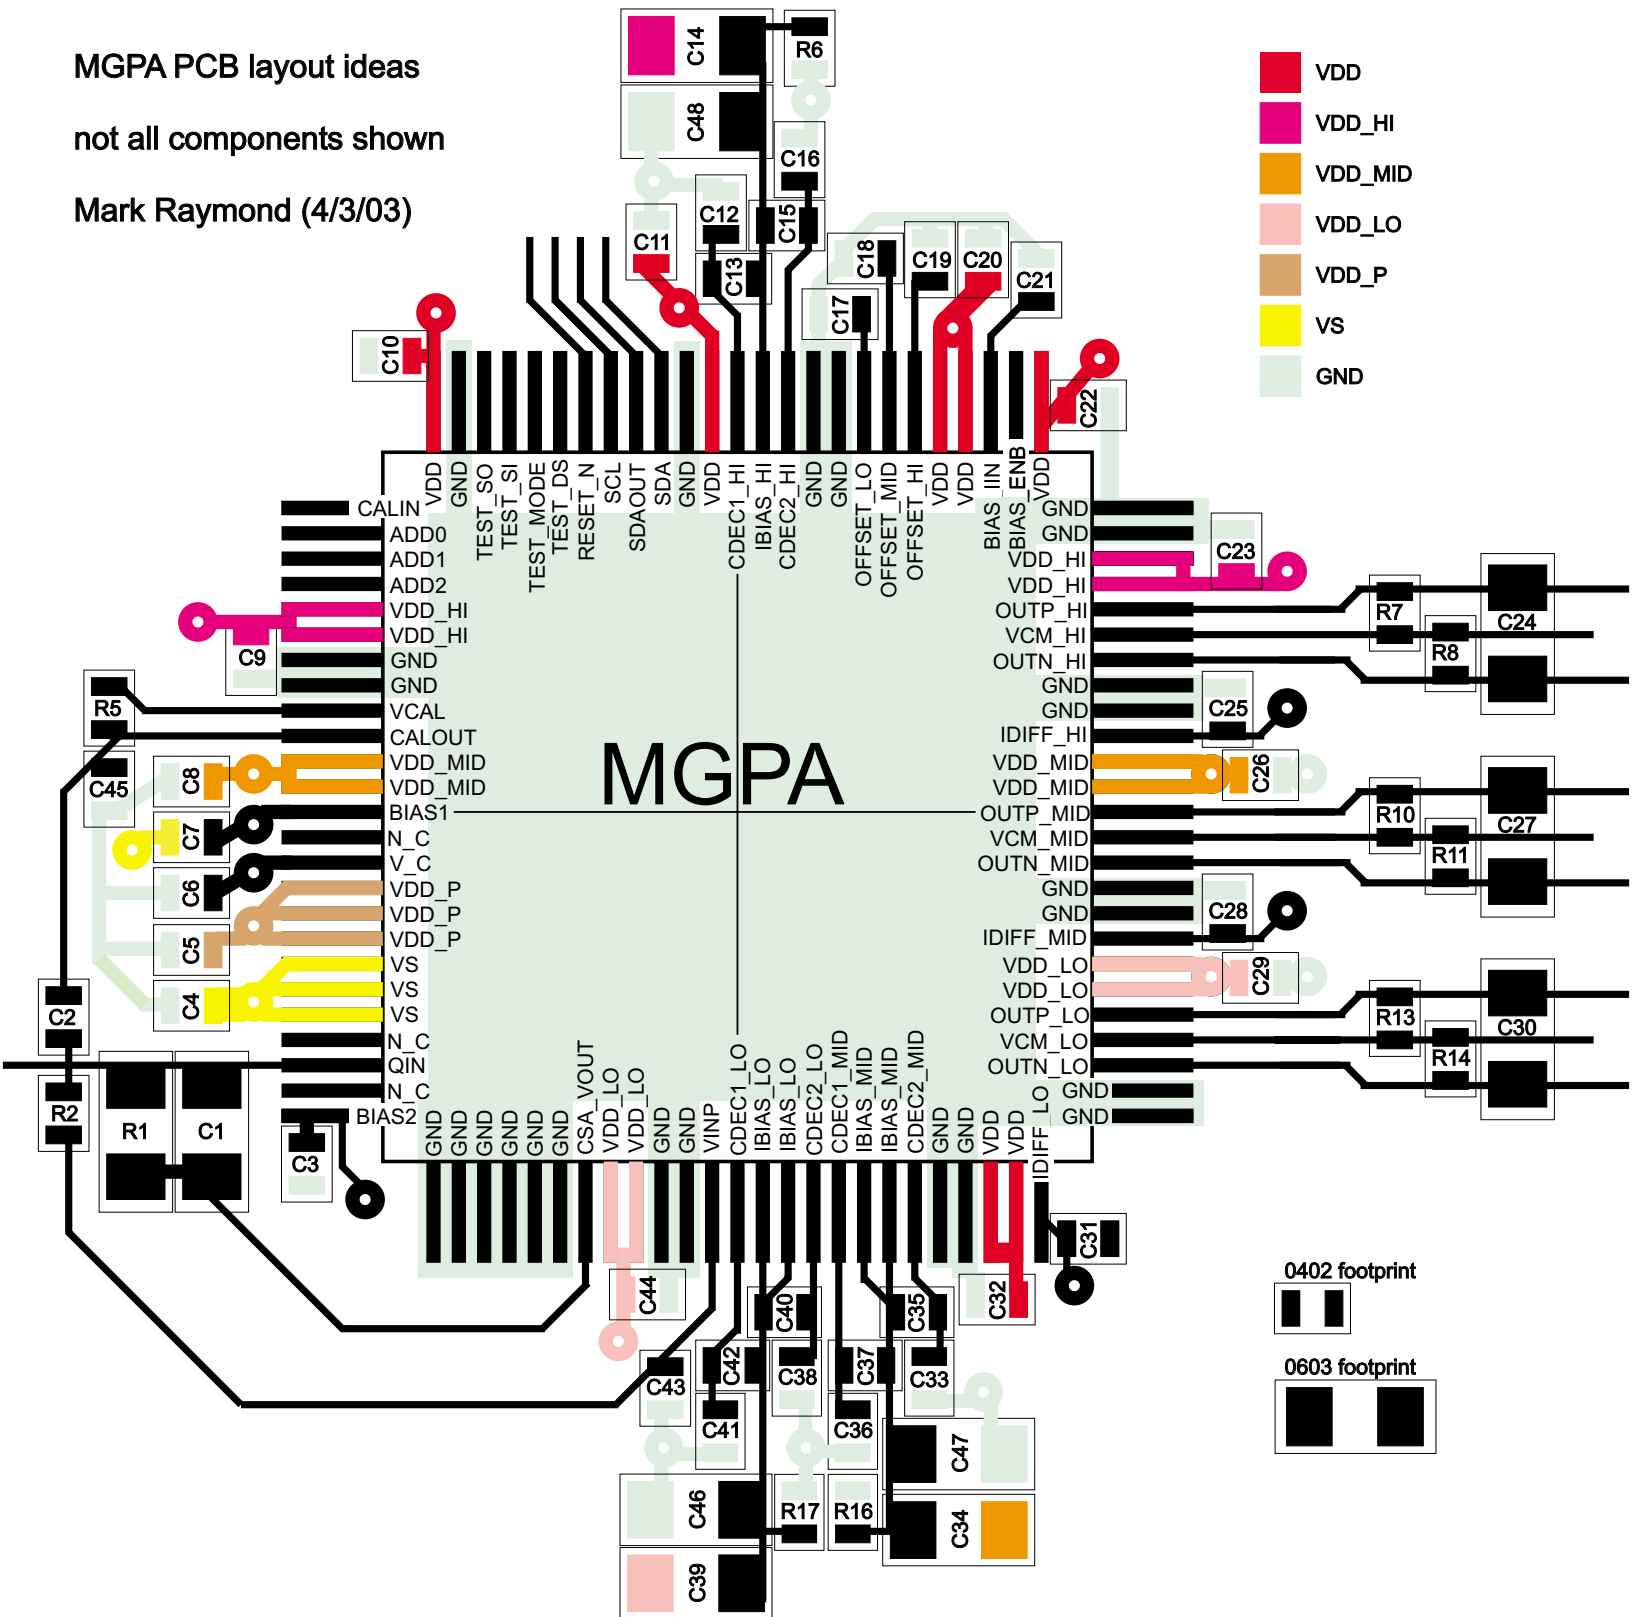 MGPA PCB layout ideas
not all components shown
Mark Raymond (4/3/03)
VDD
VDD_HI
VDD_MID
VDD_LO
VDD_P
VS
GND
C14
R6
C48
C16
C12
C15
C11
C13
C18
C19
C20
C21
C17
C10
C22
VDD
GND
TEST_SO
TEST_SI
TEST_MODE
TEST_DS
RESET_N
SCL
SDAOUT
SDA
GND
VDD
CDEC1_HI
IBIAS_HI
CDEC2_HI
GND
GND
OFFSET_LO
OFFSET_MID
OFFSET_HI
VDD
VDD
BIAS_IIN
BIAS_ENB
VDD
CALIN
ADD0
ADD1
ADD2
VDD_HI
VDD_HI
GND
GND
VCAL
CALOUT
VDD_MID
VDD_MID
BIAS1
N_C
V_C
VDD_P
VDD_P
VDD_P
VS
VS
VS
N_C
QIN
N_C
BIAS2
C9
R5
C45
C8
C7
C6
C5
C4
C2
R2
R1
C1
C3
MGPA
GND
GND
VDD_HI
VDD_HI
OUTP_HI
VCM_HI
OUTN_HI
GND
GND
IDIFF_HI
VDD_MID
VDD_MID
OUTP_MID
VCM_MID
OUTN_MID
GND
GND
IDIFF_MID
VDD_LO
VDD_LO
OUTP_LO
VCM_LO
OUTN_LO
GND
GND
C23
R7
R8
C24
C25
C26
R10
R11
C27
C28
C29
R13
R14
C30
GND
GND
GND
GND
GND
GND
CSA_VOUT
VDD_LO
VDD_LO
GND
GND
VINP
CDEC1_LO
IBIAS_LO
IBIAS_LO
CDEC2_LO
CDEC1_MID
IBIAS_MID
IBIAS_MID
CDEC2_MID
GND
GND
VDD
VDD
IDIFF_LO
C31
C44
C40
C35
C32
C43
C42
C38
C37
C33
C41
C36
C47
C46
R17
R16
C34
C39
0402 footprint
0603 footprint